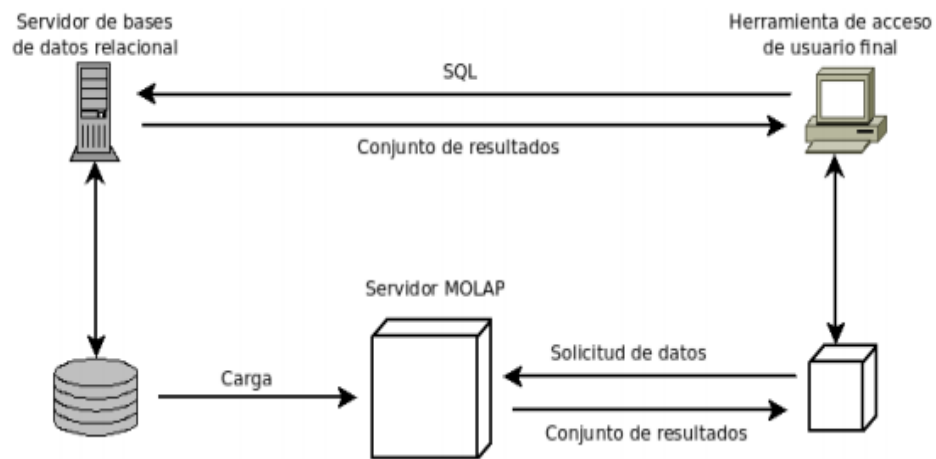 Servidor de bases
de datos relacional
Herramienta de acceso
de usuario final
SQL
Conjunto de resultados
Servidor MOLAP
Carga
Solicitud de datos
Conjunto de resultados